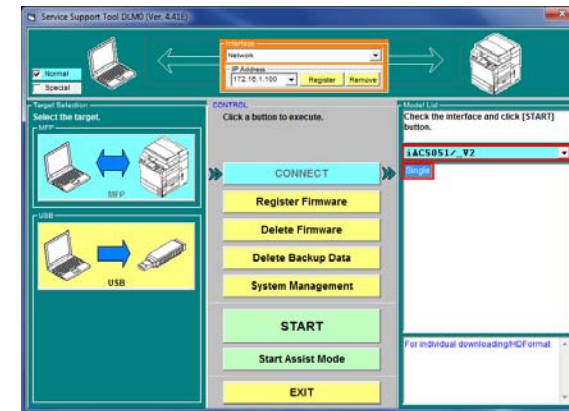 Service Support Tool DLM0 (Ver. 4.41E)
Interface
Network
IP Address
172.16.1.100
Register
Remove
Normal
Special
Target Selection
Select the target.
MFP
MFP
USB
USB
CONTROL
Click a button to execute.
CONNECT
Register Firmware
Delete Firmware
Delete Backup Data
System Management
START
Start Assist Mode
EXIT
Model List
Check the interface and click [START]
button.
iAC5051/_V2
Single
For individual downloading/HDFormat